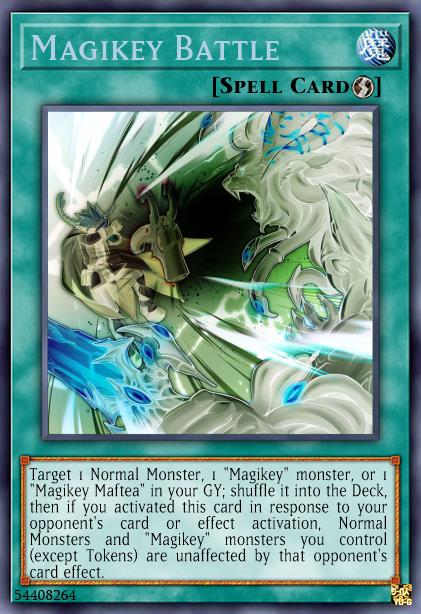 Magikey Battle
魔
[Spell Card]
Target 1 Normal Monster, 1 "Magikey" monster, or 1
"Magikey Maftea" in your GY; shuffle it into the Deck,
then if you activated this card in response to your
opponent's card or effect activation, Normal
Monsters and "Magikey" monsters you control
(except Tokens) are unaffected by that opponent's
card effect.
54408264